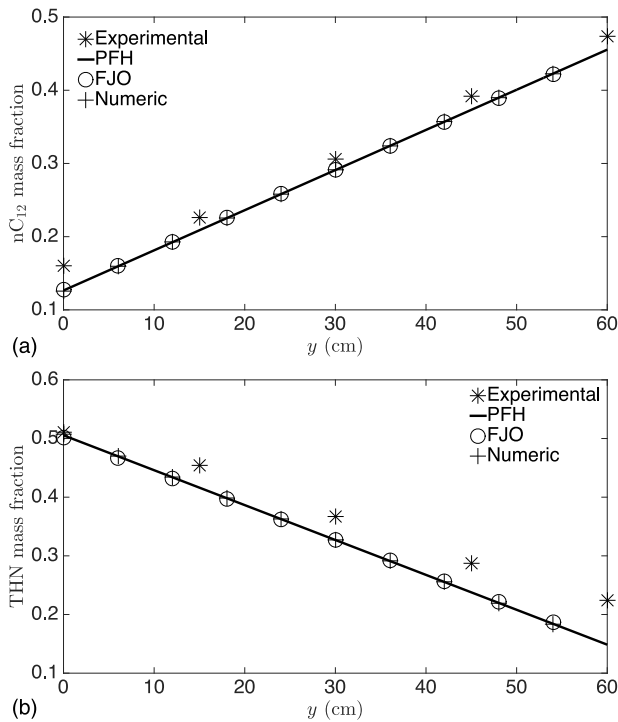 0.5
0.4
0.3
0.2
0.1
nC12 mass fraction
Experimental
PFH
FJO
Numeric
0 10 20 30 40 50 60
y (cm)
(a)
0.6
0.5
0.4
0.3
0.2
0.1
THN mass fraction
Experimental
PFH
FJO
Numeric
0 10 20 30 40 50 60
y (cm)
(b)